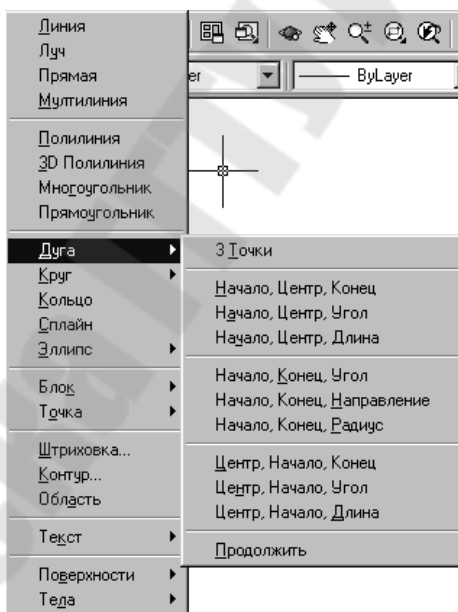 Линия
Луч
Прямая
Мултилиния
Полилиния
3D Полилиния
Многоугольник
Прямоугольник
Дуга
Круг
Кольцо
Сплайн
Эллипс
Блок
Точка
Штриховка...
Контур...
Область
Текст
Поверхности
Тела
er
ByLayer
3 Точки
Начало, Центр, Конец
Начало, Центр, Угол
Начало, Центр, Длина
Начало, Конец, Угол
Начало, Конец, Направление
Начало, Конец, Радиус
Центр, Начало, Конец
Центр, Начало, Угол
Центр, Начало, Длина
Продолжить